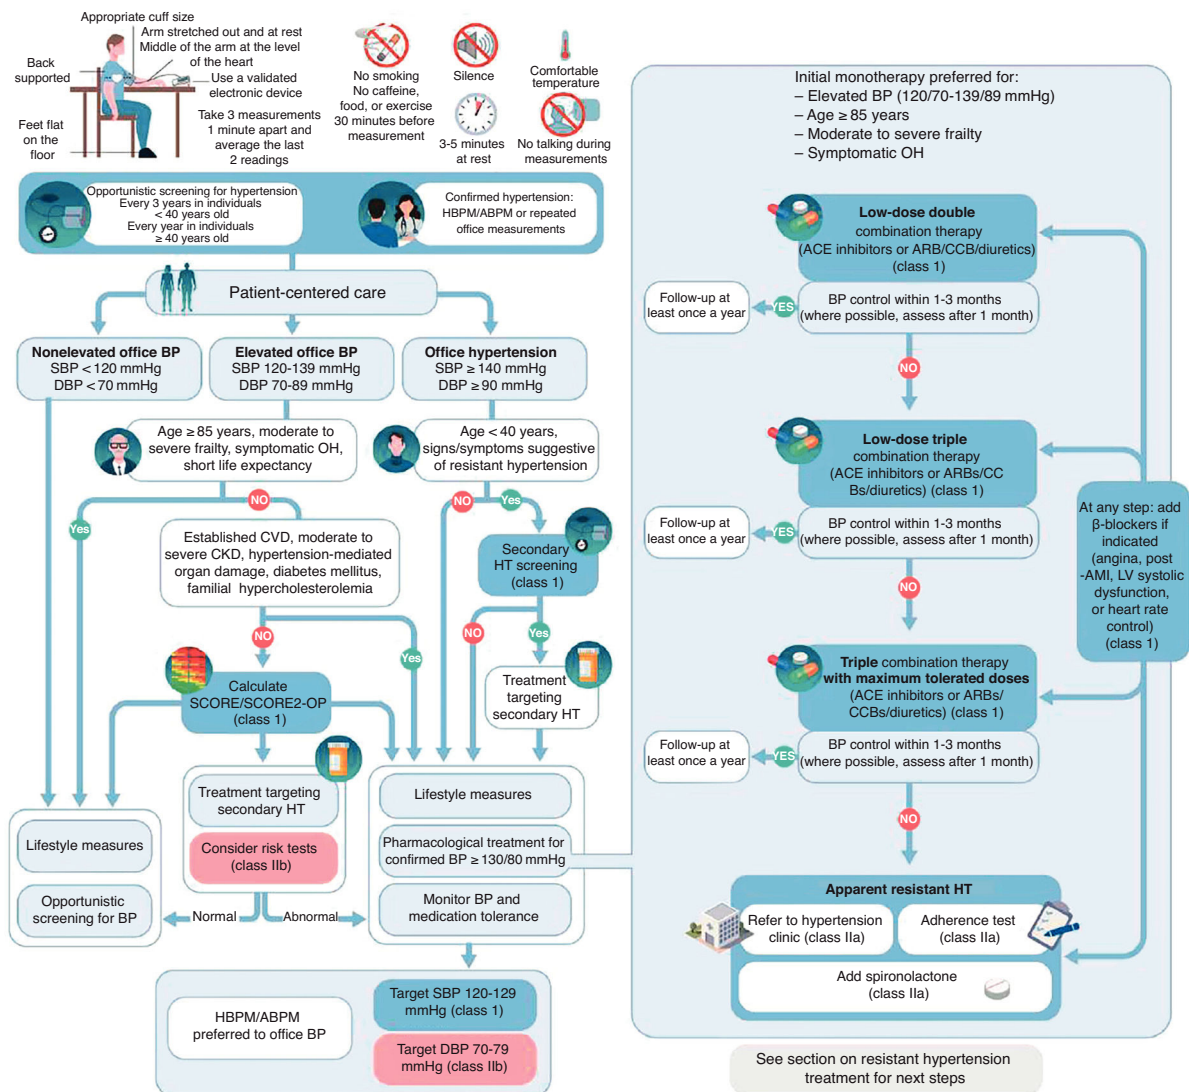 Appropriate cuff size
Arm stretched out and at rest
Middle of the arm at the level
of the heart
Back
supported
Use a validated
electronic device
Feet flat
on the
floor
Take 3 measurements
1 minute apart and
average the last
2 readings
No smoking
No caffeine,
food, or exercise
30 minutes before
measurement
Silence
3-5 minutes
at rest
Comfortable
temperature
No talking during
measurements
Opportunistic screening for hypertension
Every 3 years in individuals
< 40 years old
Every year in individuals
≥ 40 years old
Confirmed hypertension:
HBPM/ABPM or repeated
office measurements
Patient-centered care
Nonelevated office BP
SBP < 120 mmHg
DBP < 70 mmHg
Elevated office BP
SBP 120-139 mmHg
DBP 70-89 mmHg
Office hypertension
SBP ≥ 140 mmHg
DBP ≥ 90 mmHg
Age ≥ 85 years, moderate to
severe frailty, symptomatic OH,
short life expectancy
Age < 40 years,
signs/symptoms suggestive
of resistant hypertension
Yes
NO
NO
Yes
Established CVD, moderate to
severe CKD, hypertension-mediated
organ damage, diabetes mellitus,
familial hypercholesterolemia
Secondary
HT screening
(class 1)
NO
Yes
NO
Yes
Calculate
SCORE/SCORE2-OP
(class 1)
Treatment
targeting
secondary HT
Treatment targeting
secondary HT
Consider risk tests
(class IIb)
Lifestyle measures
Opportunistic
screening for BP
Normal
Abnormal
Lifestyle measures
Pharmacological treatment for
confirmed BP ≥ 130/80 mmHg
Monitor BP and
medication tolerance
HBPM/ABPM
preferred to office BP
Target SBP 120-129
mmHg (class 1)
Target DBP 70-79
mmHg (class IIb)
Initial monotherapy preferred for:
– Elevated BP (120/70-139/89 mmHg)
– Age ≥ 85 years
– Moderate to severe frailty
– Symptomatic OH
Low-dose double
combination therapy
(ACE inhibitors or ARB/CCB/diuretics)
(class 1)
BP control within 1-3 months
(where possible, assess after 1 month)
YES
Follow-up at
least once a year
NO
Low-dose triple
combination therapy
(ACE inhibitors or ARBs/CC
Bs/diuretics) (class 1)
BP control within 1-3 months
(where possible, assess after 1 month)
YES
Follow-up at
least once a year
NO
At any step: add
β-blockers if
indicated
(angina, post
-AMI, LV systolic
dysfunction,
or heart rate
control)
(class 1)
Triple combination therapy
with maximum tolerated doses
(ACE inhibitors or ARBs/
CCBs/diuretics) (class 1)
BP control within 1-3 months
(where possible, assess after 1 month)
YES
Follow-up at
least once a year
NO
Apparent resistant HT
Refer to hypertension
clinic (class IIa)
Adherence test
(class IIa)
Add spironolactone
(class IIa)
See section on resistant hypertension
treatment for next steps